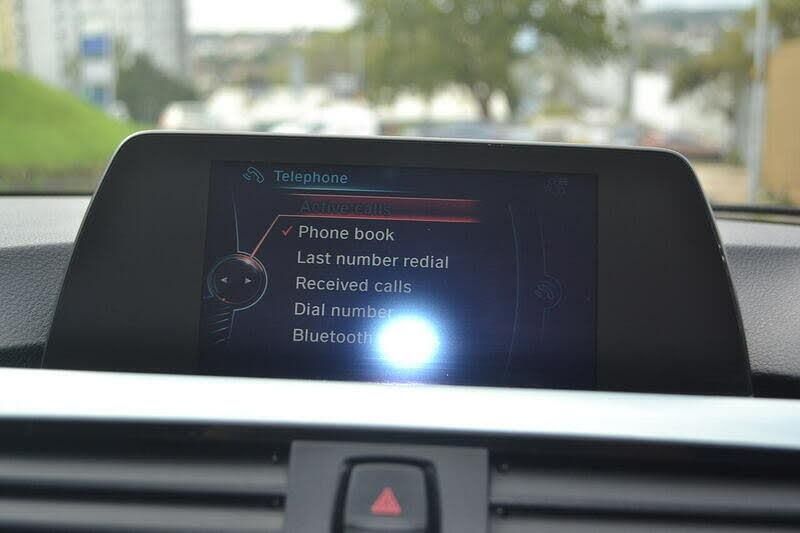 Telephone
Active calls
Phone book
Last number redial
Received calls
Dial number
Bluetooth